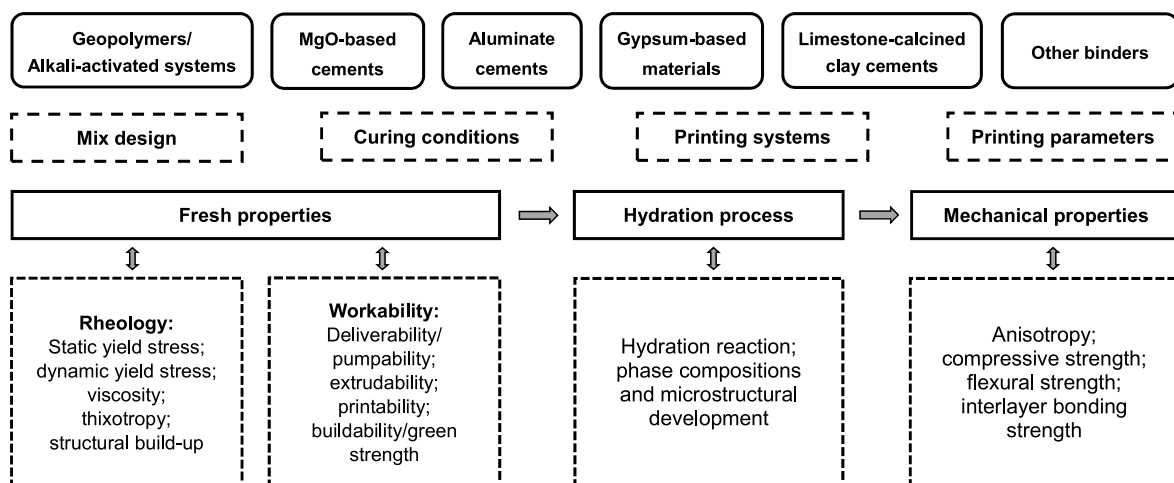 Geopolymers/
Alkali-activated systems
MgO-based
cements
Aluminate
cements
Gypsum-based
materials
Limestone-calcined
clay cements
Other binders
Mix design
Curing conditions
Printing systems
Printing parameters
Fresh properties
Hydration process
Mechanical properties
Rheology:
Static yield stress;
dynamic yield stress;
viscosity;
thixotropy;
structural build-up
Workability:
Deliverability/
pumpability;
extrudability;
printability;
buildability/green
strength
Hydration reaction;
phase compositions
and microstructural
development
Anisotropy;
compressive strength;
flexural strength;
interlayer bonding
strength